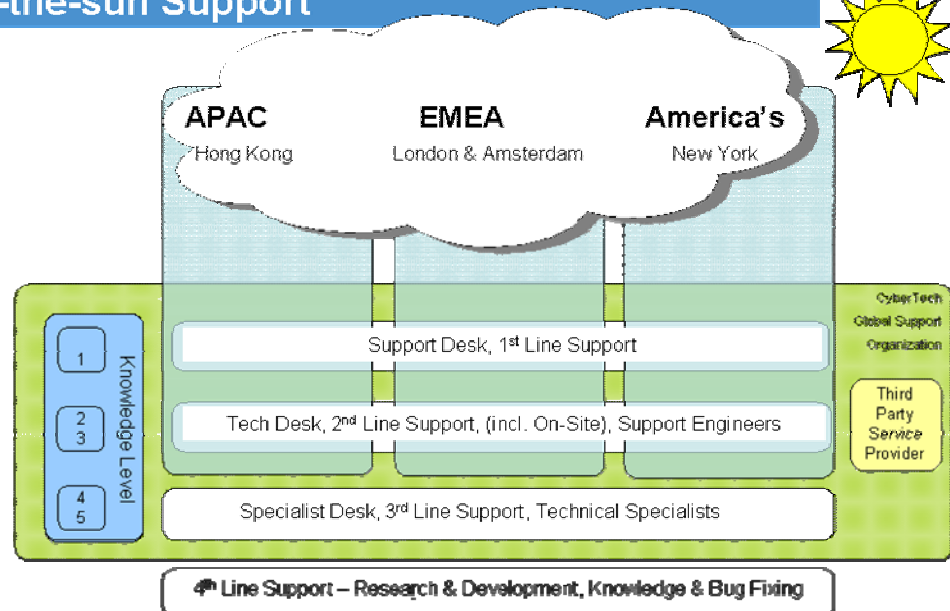 -the-sun Support
APAC
EMEA
America's
Hong Kong
London & Amsterdam
New York
CyberTech
Global Support
Organization
Support Desk, 1st Line Support
Tech Desk, 2nd Line Support, (incl. On-Site), Support Engineers
Specialist Desk, 3rd Line Support, Technical Specialists
4th Line Support – Research & Development, Knowledge & Bug Fixing
Knowledge Level
1
2
3
4
5
Third
Party
Service
Provider